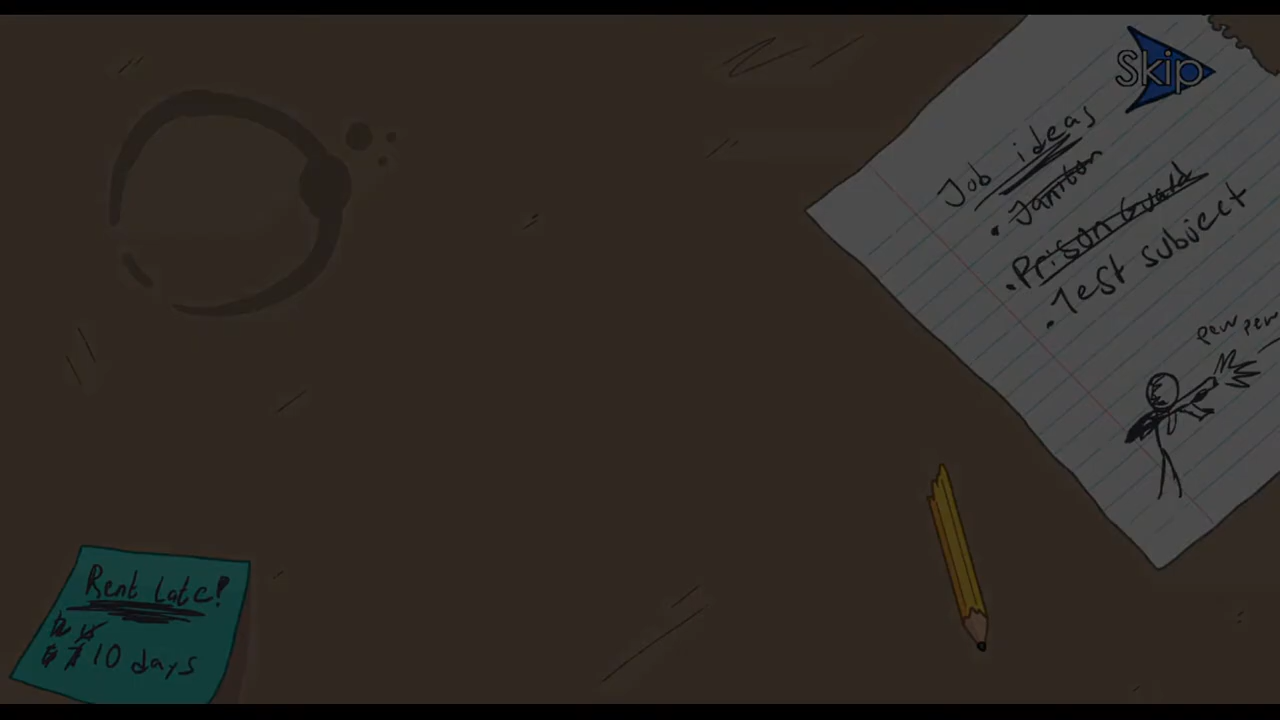 Skip
Job ideas
• Janitor
• Prison Guard
• Test subject
pew pew
Rent Late!
10 days